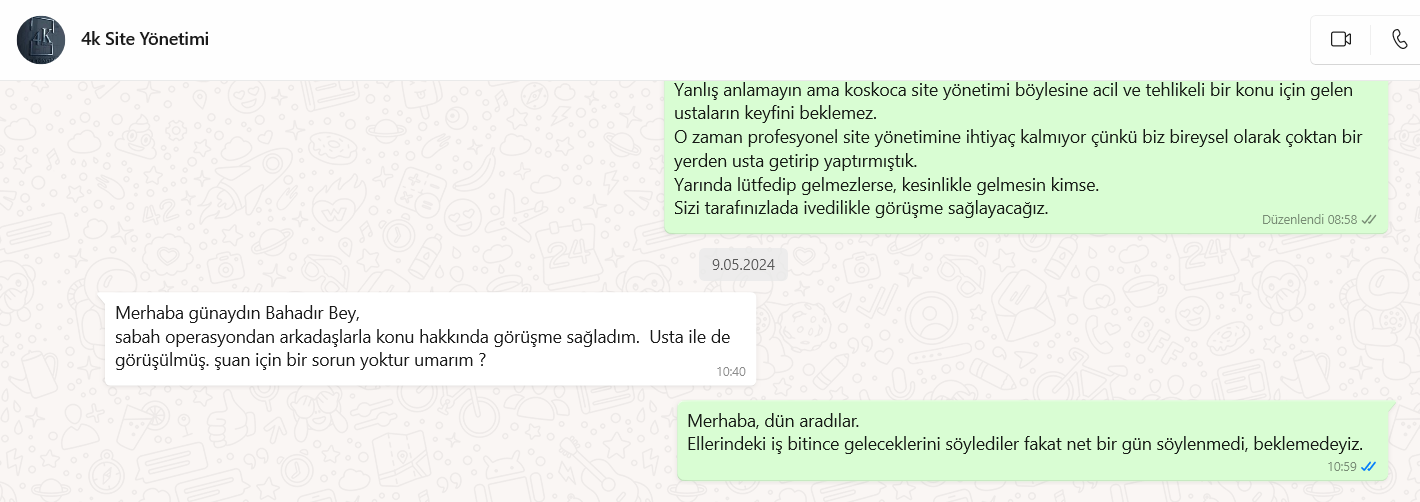 4k Site Yönetimi
Yanlış anlamayın ama koskoca site yönetimi böylesine acil ve tehlikeli bir konu için gelen
ustaların keyfini beklemez.
O zaman profesyonel site yönetimine ihtiyaç kalmıyor çünkü biz bireysel olarak çoktan bir
yerden usta getirip yaptırmıştık.
Yarında lütfedip gelmezlerse, kesinlikle gelmesin kimse.
Sizi tarafınızlada ivedilikle görüşme sağlayacağız.
Düzenlendi 08:58
9.05.2024
Merhaba günaydın Bahadır Bey,
sabah operasyondan arkadaşlarla konu hakkında görüşme sağladım.  Usta ile de
görüşülmüş. şuan için bir sorun yoktur umarım ?
10:40
Merhaba, dün aradılar.
Ellerindeki iş bitince geleceklerini söylediler fakat net bir gün söylenmedi, beklemedeyiz.
10:59